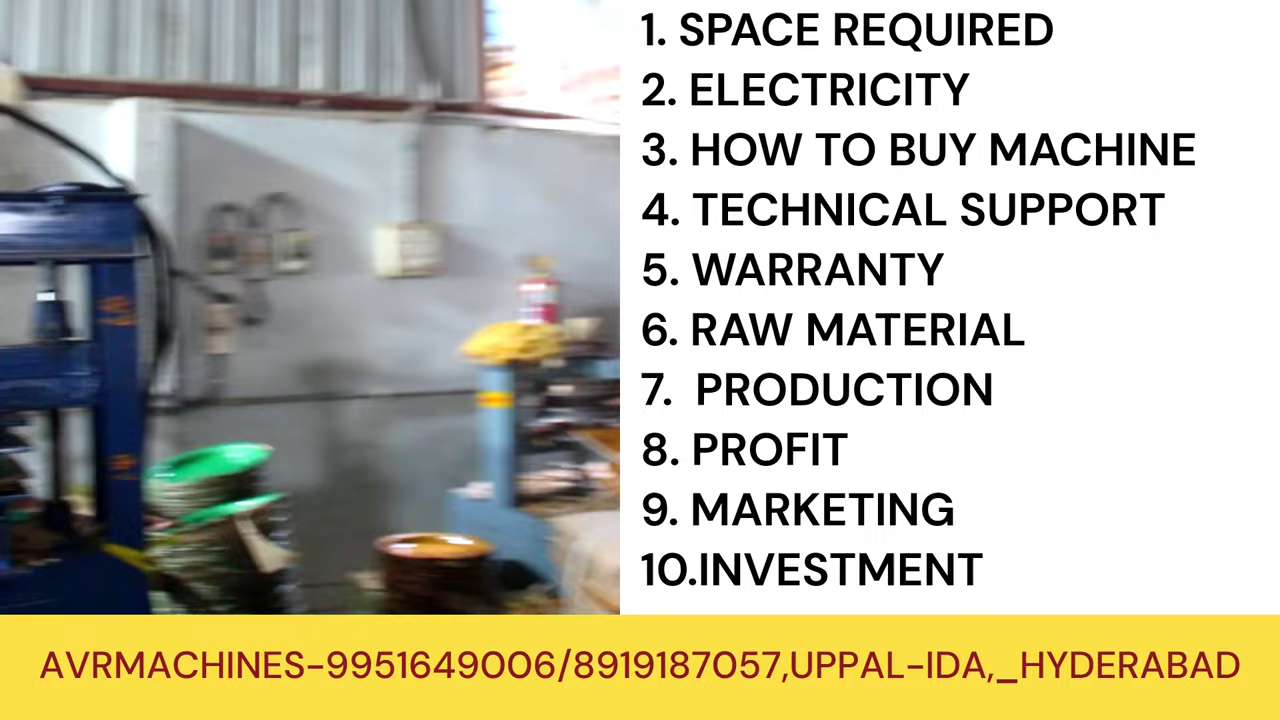 1. SPACE REQUIRED
2. ELECTRICITY
3. HOW TO BUY MACHINE
4. TECHNICAL SUPPORT
5. WARRANTY
6. RAW MATERIAL
7.  PRODUCTION
8. PROFIT
9. MARKETING
10.INVESTMENT
AVRMACHINES-9951649006/8919187057,UPPAL-IDA,_HYDERABAD